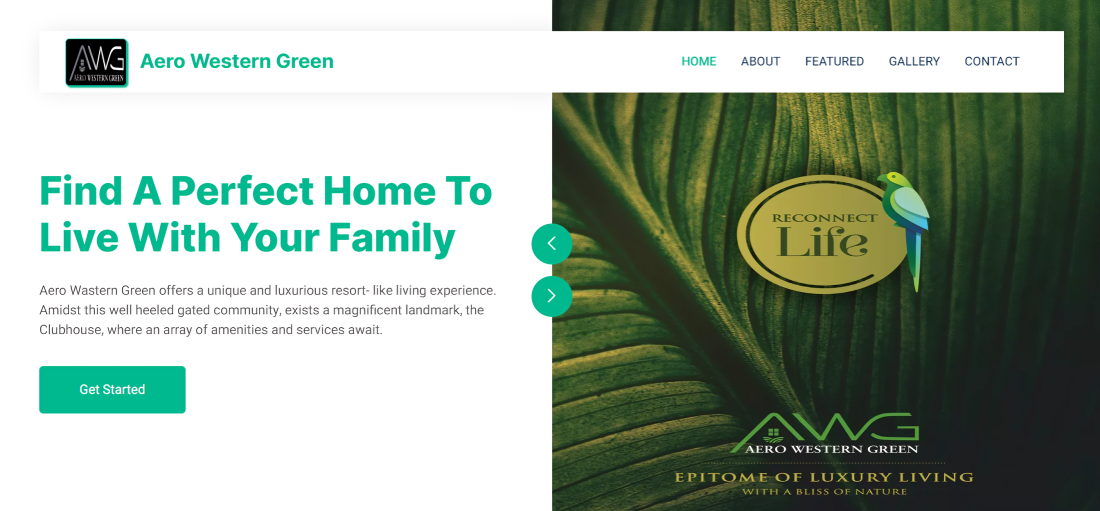 AWG
AERO WESTERN GREEN
Aero Western Green
HOME ABOUT FEATURED GALLERY CONTACT
Find A Perfect Home To
Live With Your Family
Aero Wastern Green offers a unique and luxurious resort- like living experience.
Amidst this well heeled gated community, exists a magnificent landmark, the
Clubhouse, where an array of amenities and services await.
Get Started
RECONNECT
Life
AWG
AERO WESTERN GREEN
EPITOME OF LUXURY LIVING
WITH A BLISS OF NATURE